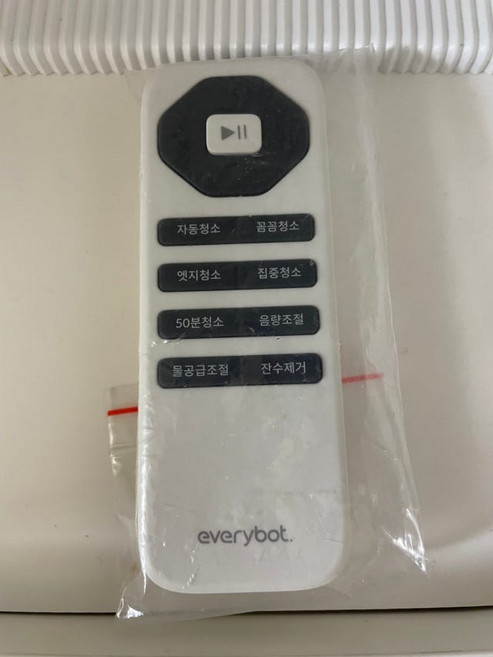 자동청소 꼼꼼청소
엣지청소 집중청소
50분청소 음량조절
물공급조절 잔수제거
everybot.